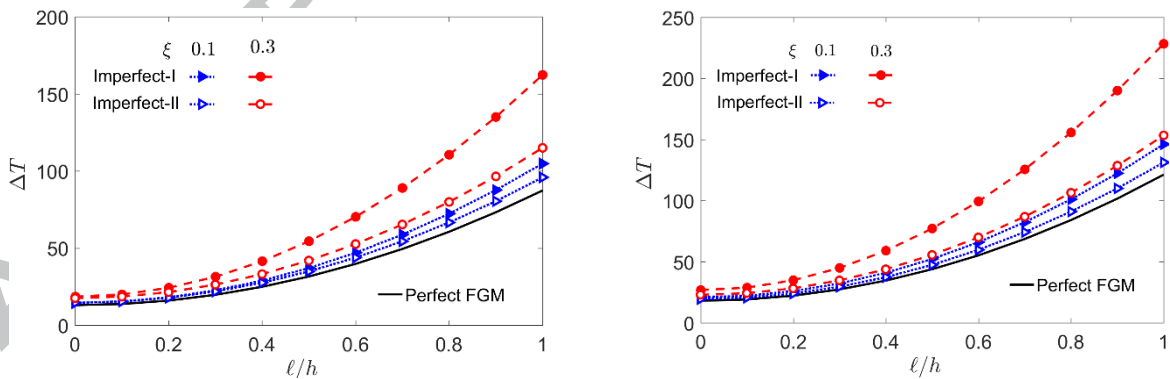 200
150
100
50
0
ΔT
ξ 0.1 0.3
Imperfect-I
Imperfect-II
Perfect FGM
0 0.2 0.4 0.6 0.8 1
ℓ/h
250
200
150
100
50
0
ΔT
ξ 0.1 0.3
Imperfect-I
Imperfect-II
Perfect FGM
0 0.2 0.4 0.6 0.8 1
ℓ/h